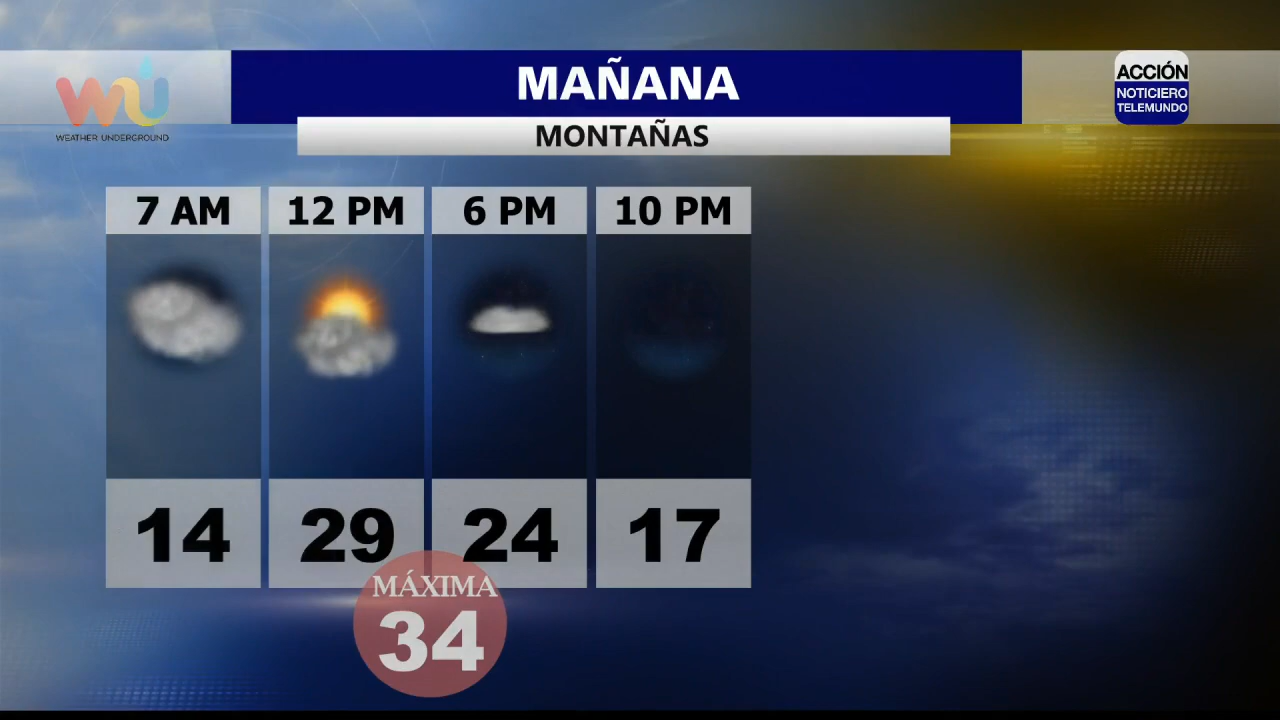 WU
WEATHER UNDERGROUND
MAÑANA
MONTAÑAS
ACCIÓN
NOTICIERO
TELEMUNDO
7 AM
12 PM
6 PM
10 PM
14
29
24
17
MÁXIMA
34